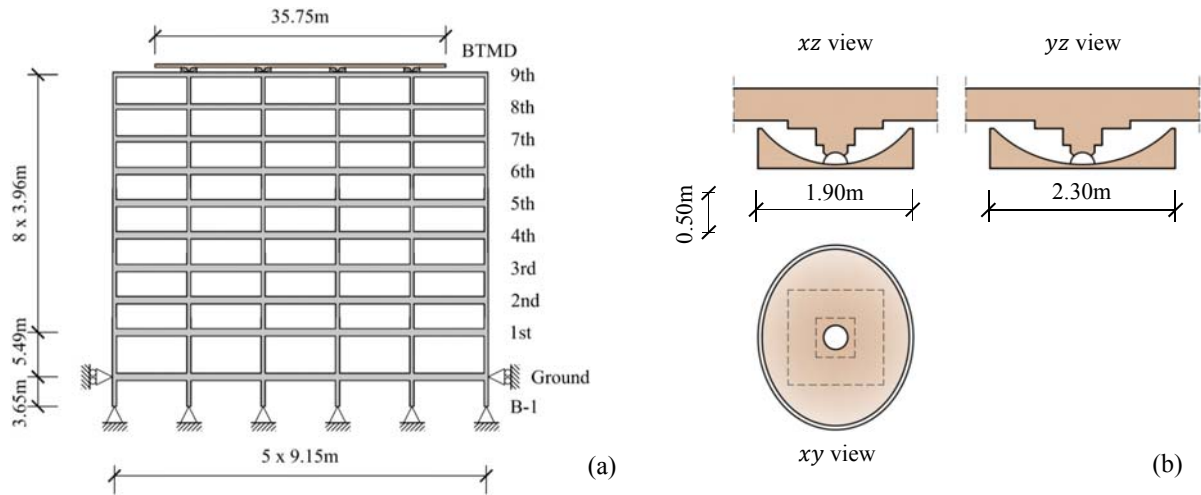 35.75m
BTMD
9th
8th
7th
6th
5th
4th
3rd
2nd
1st
Ground
B-1
8 x 3.96m
5.49m
3.65m
5 x 9.15m
(a)
xz view
yz view
1.90m
2.30m
0.50m
xy view
(b)